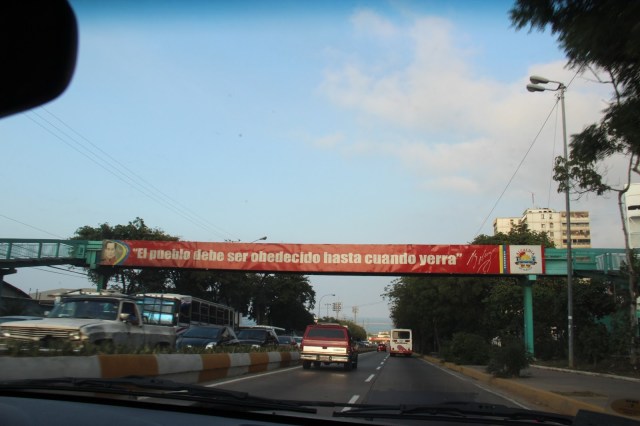 "El pueblo debe ser obedecido hasta cuando yerra"